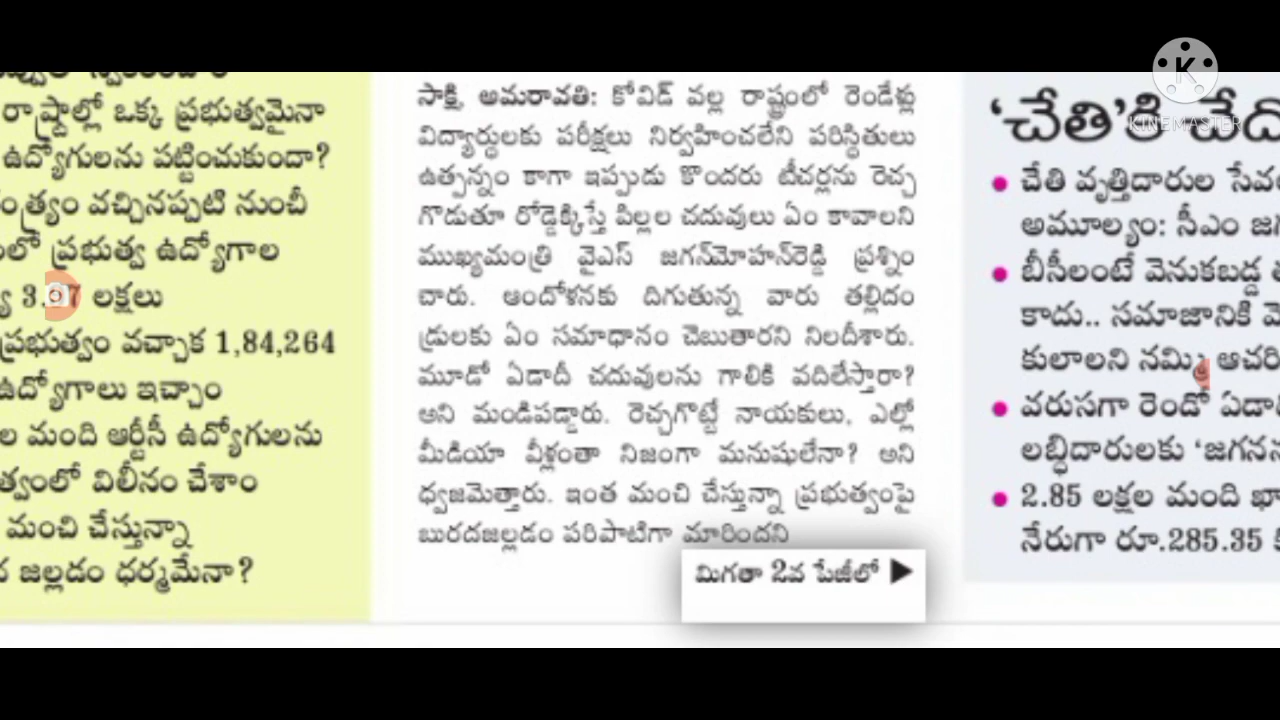 రాష్ట్రాల్లో ఒక్క ప్రభుత్వమైనా
ఉద్యోగులను పట్టించుకుందా?
వచ్చినప్పటి నుంచీ
ప్రభుత్వ ఉద్యోగాల
లక్షలు
ప్రభుత్వం వచ్చాక 1,84,264
ఉద్యోగాలు ఇచ్చాం
ల మంది ఆర్టీసీ ఉద్యోగులను
త్వంలో విలీనం చేశాం
మంచి చేస్తున్నా
జల్లడం ధర్మమేనా?
సాక్షి, అమరావతి: కోవిడ్ వల్ల రాష్ట్రంలో రెండేళ్లు
విద్యార్థులకు పరీక్షలు నిర్వహించలేని పరిస్థితులు
ఉత్పన్నం కాగా ఇప్పుడు కొందరు టీచర్లను రెచ్చ
గొడుతూ రోడ్డెక్కిస్తే పిల్లల చదువులు ఏం కావాలని
ముఖ్యమంత్రి వైఎస్ జగన్‌మోహన్‌రెడ్డి ప్రశ్నిం
చారు. ఆందోళనకు దిగుతున్న వారు తల్లిదం
డ్రులకు ఏం సమాధానం చెబుతారని నిలదీశారు.
మూడో ఏడాదీ చదువులను గాలికి వదిలేస్తారా?
అని మండిపడ్డారు. రెచ్చగొట్టే నాయకులు, ఎల్లో
మీడియా వీళ్లంతా నిజంగా మనుషులేనా? అని
ధ్వజమెత్తారు. ఇంత మంచి చేస్తున్నా ప్రభుత్వంపై
బురదజల్లడం పరిపాటిగా మారిందని
మిగతా 2వ పేజీలో ▶
‘చేతి’కి చేదో
• చేతి వృత్తిదారుల సేవల
అమూల్యం: సీఎం జగ
• బీసీలంటే వెనుకబడ్డ
కాదు.. సమాజానికి వె
కులాలని నమ్మి ఆచరి
• వరుసగా రెండో ఏడాది
లబ్ధిదారులకు ‘జగనన
• 2.85 లక్షల మంది ఖా
నేరుగా రూ.285.35 క
KINEMASTER